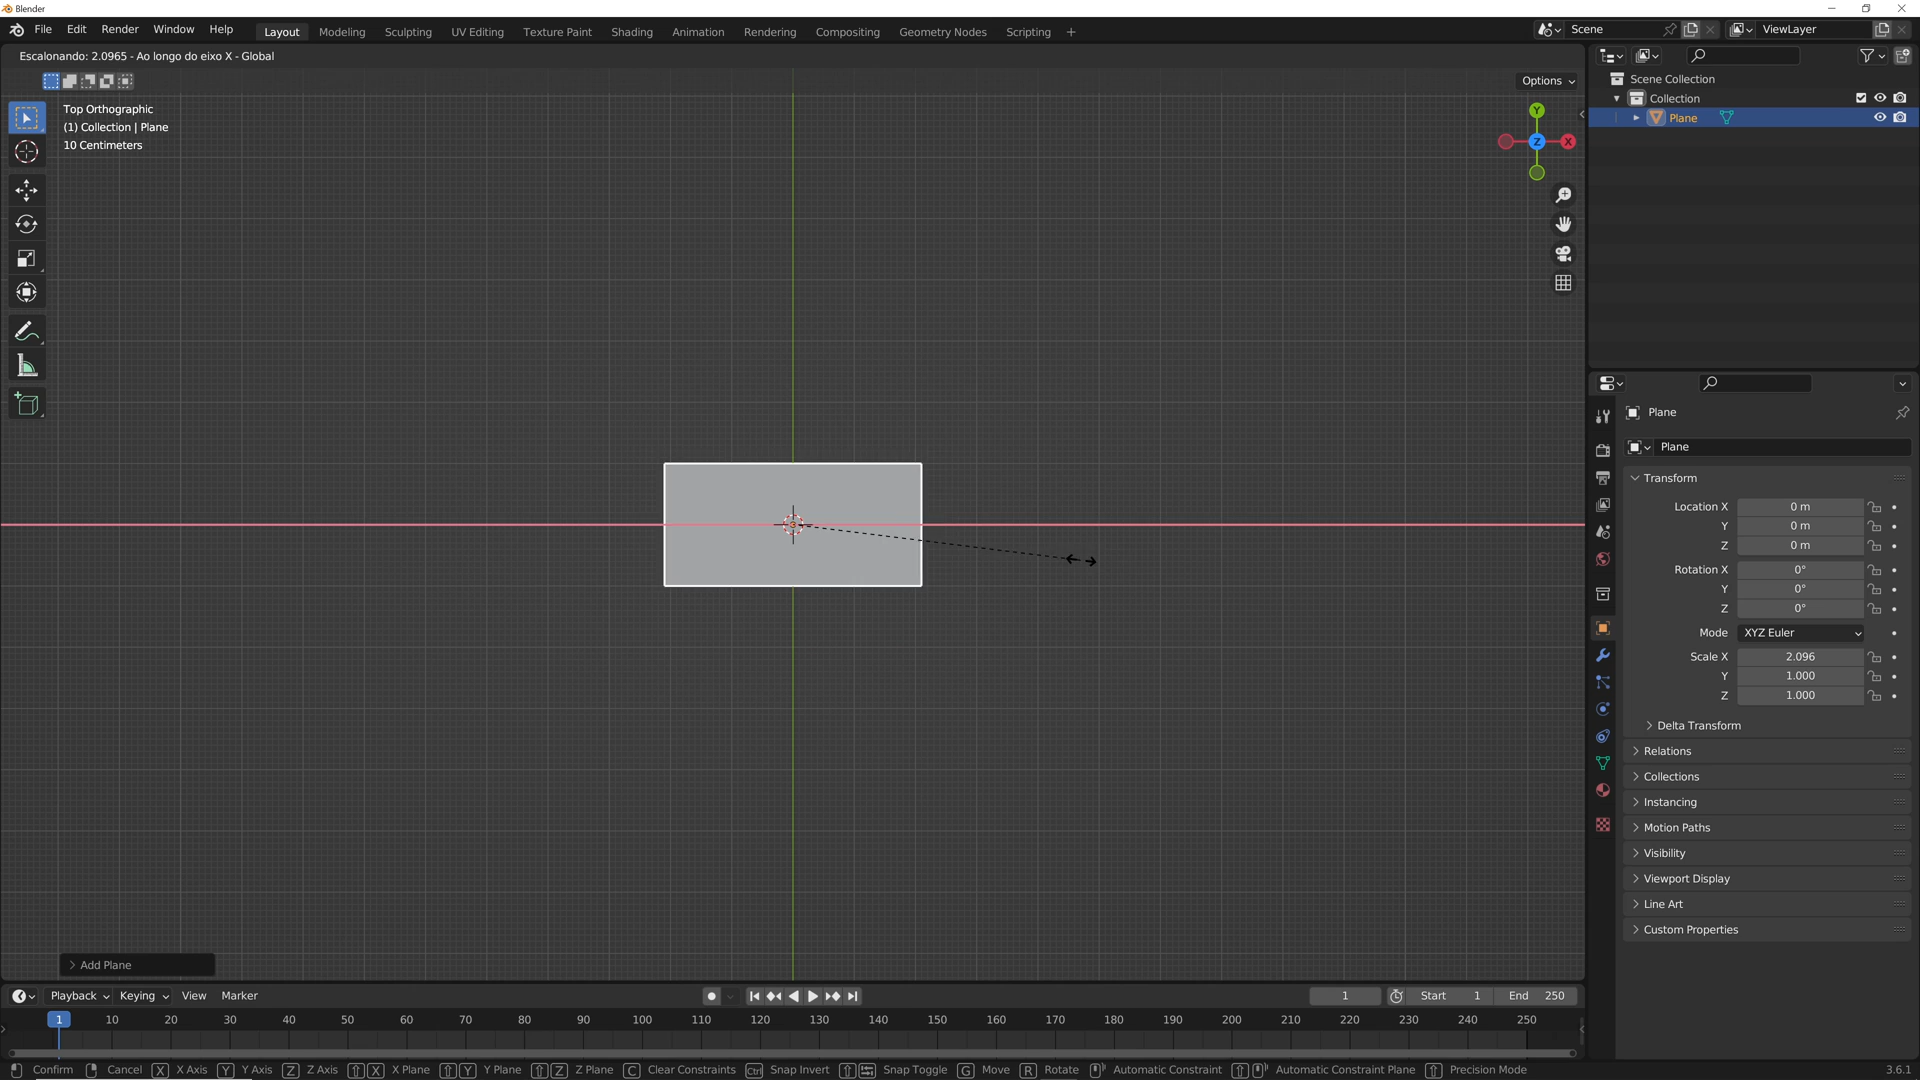 Blender
File Edit Render Window Help Layout Modeling Sculpting UV Editing Texture Paint Shading Animation Rendering Compositing Geometry Nodes Scripting + Scene ViewLayer
Escalonando: 2.0965 - Ao longo do eixo X - Global
Options
Top Orthographic
(1) Collection | Plane
10 Centimeters
Y
Z X
Scene Collection
Collection
Plane
Plane
Plane
Transform
Location X 0 m
Y 0 m
Z 0 m
Rotation X 0°
Y 0°
Z 0°
Mode XYZ Euler
Scale X 2.096
Y 1.000
Z 1.000
Delta Transform
Relations
Collections
Instancing
Motion Paths
Visibility
Viewport Display
Line Art
Custom Properties
Add Plane
Playback Keying View Marker 1 Start 1 End 250
1 10 20 30 40 50 60 70 80 90 100 110 120 130 140 150 160 170 180 190 200 210 220 230 240 250
Confirm Cancel X X Axis Y Y Axis Z Z Axis X X Plane Y Y Plane Z Z Plane C Clear Constraints Ctrl Snap Invert Snap Toggle G Move R Rotate Automatic Constraint Automatic Constraint Plane Precision Mode 3.6.1